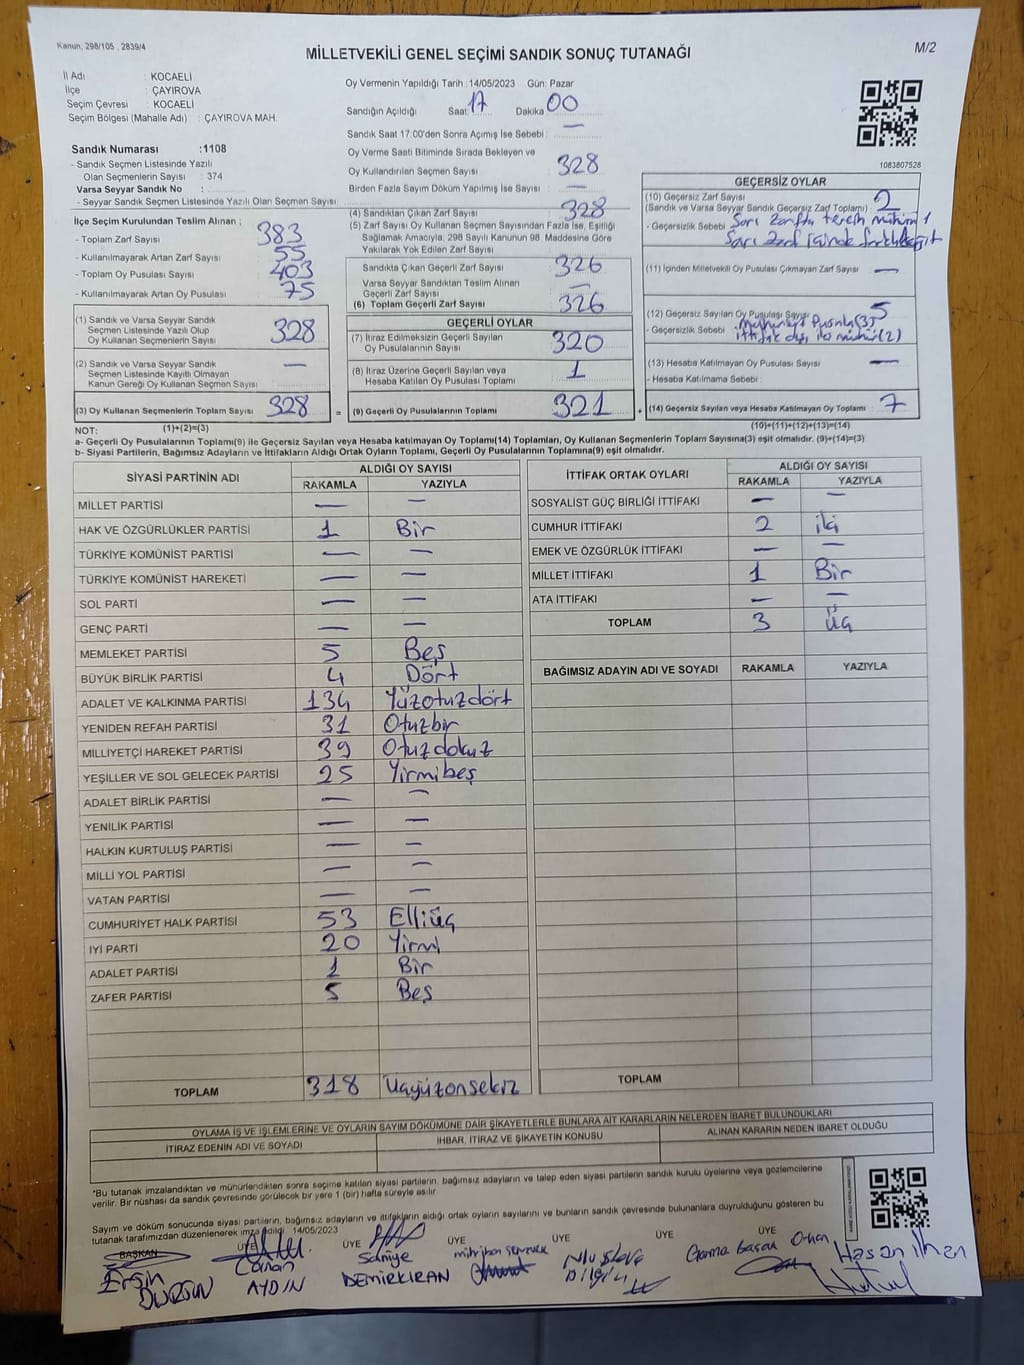 Kanun, 298/105 , 2839/4
M/2
MİLLETVEKİLİ GENEL SEÇİMİ SANDIK SONUÇ TUTANAĞI
İl Adı : KOCAELİ
İlçe : ÇAYIROVA
Seçim Çevresi : KOCAELİ
Seçim Bölgesi (Mahalle Adı) : ÇAYIROVA MAH.
Sandık Numarası :1108
- Sandık Seçmen Listesinde Yazılı
Olan Seçmenlerin Sayısı : 374
Varsa Seyyar Sandık No :
- Seyyar Sandık Seçmen Listesinde Yazılı Olan Seçmen Sayısı
Oy Vermenin Yapıldığı Tarih :14/05/2023 Gün: Pazar
Sandığın Açıldığı Saat 17 Dakika 00
Sandık Saat 17.00'den Sonra Açımış İse Sebebi : —
Oy Verme Saati Bitiminde Sırada Bekleyen ve
Oy Kullandırılan Seçmen Sayısı 328
Birden Fazla Sayım Döküm Yapılmış İse Sayısı —
1083807528
İlçe Seçim Kurulundan Teslim Alınan ;
- Toplam Zarf Sayısı 383
- Kullanılmayarak Artan Zarf Sayısı 55
- Toplam Oy Pusulası Sayısı 403
- Kullanılmayarak Artan Oy Pusulası 75
(1) Sandık ve Varsa Seyyar Sandık
Seçmen Listesinde Yazılı Olup
Oy Kullanan Seçmenlerin Sayısı 328
(2) Sandık ve Varsa Seyyar Sandık
Seçmen Listesinde Kayıtlı Olmayan
Kanun Gereği Oy Kullanan Seçmen Sayısı —
(3) Oy Kullanan Seçmenlerin Toplam Sayısı 328 =
(4) Sandıktan Çıkan Zarf Sayısı 328
(5) Zarf Sayısı Oy Kullanan Seçmen Sayısından Fazla İse, Eşitliği
Sağlamak Amacıyla; 298 Sayılı Kanunun 98. Maddesine Göre
Yakılarak Yok Edilen Zarf Sayısı
Sandıkta Çıkan Geçerli Zarf Sayısı 326
Varsa Seyyar Sandıktan Teslim Alınan
Geçerli Zarf Sayısı —
(6) Toplam Geçerli Zarf Sayısı 326
GEÇERLİ OYLAR
(7) İtiraz Edilmeksizin Geçerli Sayılan
Oy Pusulalarının Sayısı 320
(8) İtiraz Üzerine Geçerli Sayılan veya
Hesaba Katılan Oy Pusulası Toplamı 1
(9) Geçerli Oy Pusulalarının Toplamı 321 +
GEÇERSİZ OYLAR
(10) Geçersiz Zarf Sayısı
(Sandık ve Varsa Seyyar Sandık Geçersiz Zarf Toplamı) 2
- Geçersizlik Sebebi : Sarı zarfta tercih mührü 1
Sarı zarf içinde farklı
(11) İçinden Milletvekili Oy Pusulası Çıkmayan Zarf Sayısı —
(12) Geçersiz Sayılan Oy Pusulası Sayısı 5
- Geçersizlik Sebebi : Pusula(3)
ittifak dışı iki mühür(2)
(13) Hesaba Katılmayan Oy Pusulası Sayısı —
- Hesaba Katılmama Sebebi :
(14) Geçersiz Sayılan veya Hesaba Katılmayan Oy Toplamı 7
NOT: (1)+(2)=(3) (10)+(11)+(12)+(13)=(14)
a- Geçerli Oy Pusulalarının Toplamı(9) ile Geçersiz Sayılan veya Hesaba katılmayan Oy Toplamı(14) Toplamları, Oy Kullanan Seçmenlerin Toplam Sayısına(3) eşit olmalıdır. (9)+(14)=(3)
b- Siyasi Partilerin, Bağımsız Adayların ve İttifakların Aldığı Ortak Oyların Toplamı, Geçerli Oy Pusulalarının Toplamına(9) eşit olmalıdır.
SİYASİ PARTİNİN ADI ALDIĞI OY SAYISI
RAKAMLA YAZIYLA
MİLLET PARTİSİ — —
HAK VE ÖZGÜRLÜKLER PARTİSİ 1 Bir
TÜRKİYE KOMÜNİST PARTİSİ — —
TÜRKİYE KOMÜNİST HAREKETİ — —
SOL PARTİ — —
GENÇ PARTİ — —
MEMLEKET PARTİSİ 5 Beş
BÜYÜK BİRLİK PARTİSİ 4 Dört
ADALET VE KALKINMA PARTİSİ 134 Yüzotuzdört
YENİDEN REFAH PARTİSİ 31 Otuzbir
MİLLİYETÇİ HAREKET PARTİSİ 39 Otuzdokuz
YEŞİLLER VE SOL GELECEK PARTİSİ 25 Yirmibeş
ADALET BİRLİK PARTİSİ — —
YENİLİK PARTİSİ — —
HALKIN KURTULUŞ PARTİSİ — —
MİLLİ YOL PARTİSİ — —
VATAN PARTİSİ — —
CUMHURİYET HALK PARTİSİ 53 Elliüç
İYİ PARTİ 20 Yirmi
ADALET PARTİSİ 1 Bir
ZAFER PARTİSİ 5 Beş
TOPLAM 318 Üçyüzonsekiz
İTTİFAK ORTAK OYLARI ALDIĞI OY SAYISI
RAKAMLA YAZIYLA
SOSYALİST GÜÇ BİRLİĞİ İTTİFAKI — —
CUMHUR İTTİFAKI 2 iki
EMEK VE ÖZGÜRLÜK İTTİFAKI — —
MİLLET İTTİFAKI 1 Bir
ATA İTTİFAKI — —
TOPLAM 3 üç
BAĞIMSIZ ADAYIN ADI VE SOYADI RAKAMLA YAZIYLA
TOPLAM
OYLAMA İŞ VE İŞLEMLERİNE VE OYLARIN SAYIM DÖKÜMÜNE DAİR ŞİKAYETLERLE BUNLARA AİT KARARLARIN NELERDEN İBARET BULUNDUKLARI
İTİRAZ EDENİN ADI VE SOYADI İHBAR, İTİRAZ VE ŞİKAYETİN KONUSU ALINAN KARARIN NEDEN İBARET OLDUĞU
"Bu tutanak imzalandıktan ve mühürlendikten sonra seçime katılan siyasi partilerin, bağımsız adayların ve talep eden siyasi partilerin sandık kurulu üyelerine veya gözlemcilerine
verilir. Bir nüshası da sandık çevresinde görülecek bir yere 1 (bir) hafta süreyle asılır.
Sayım ve döküm sonucunda siyasi partilerin, bağımsız adayların ve ittifakların aldığı ortak oyların sayılarını ve bunların sandık çevresinde bulunanlara duyrulduğunu gösteren bu
tutanak tarafımızdan düzenlenerek imza edildi. 14/05/2023
BAŞKAN ÜYE ÜYE ÜYE ÜYE ÜYE ÜYE
Ersin DURSUN
Canan AYDIN
Saniye DEMİRKIRAN
Orhan
Hasan ilhan